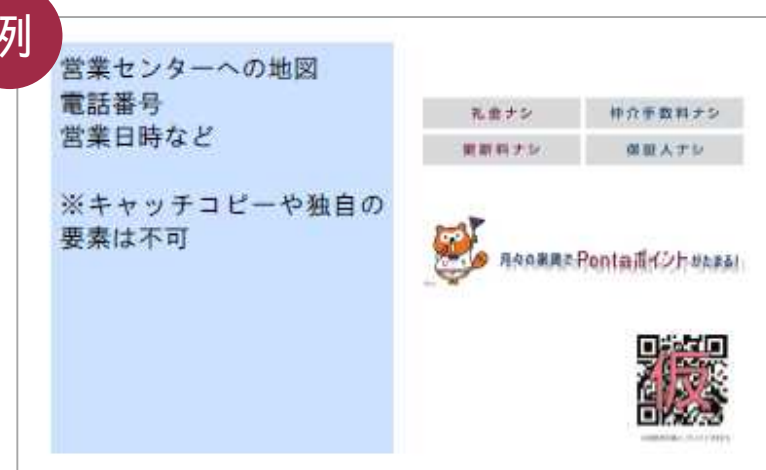 例
営業センターへの地図
電話番号
営業日時など
※キャッチコピーや独自の
要素は不可
礼金ナシ
仲介手数料ナシ
更新料ナシ
保証人ナシ
月々の家賃でPontaポイントがたまる!
仮